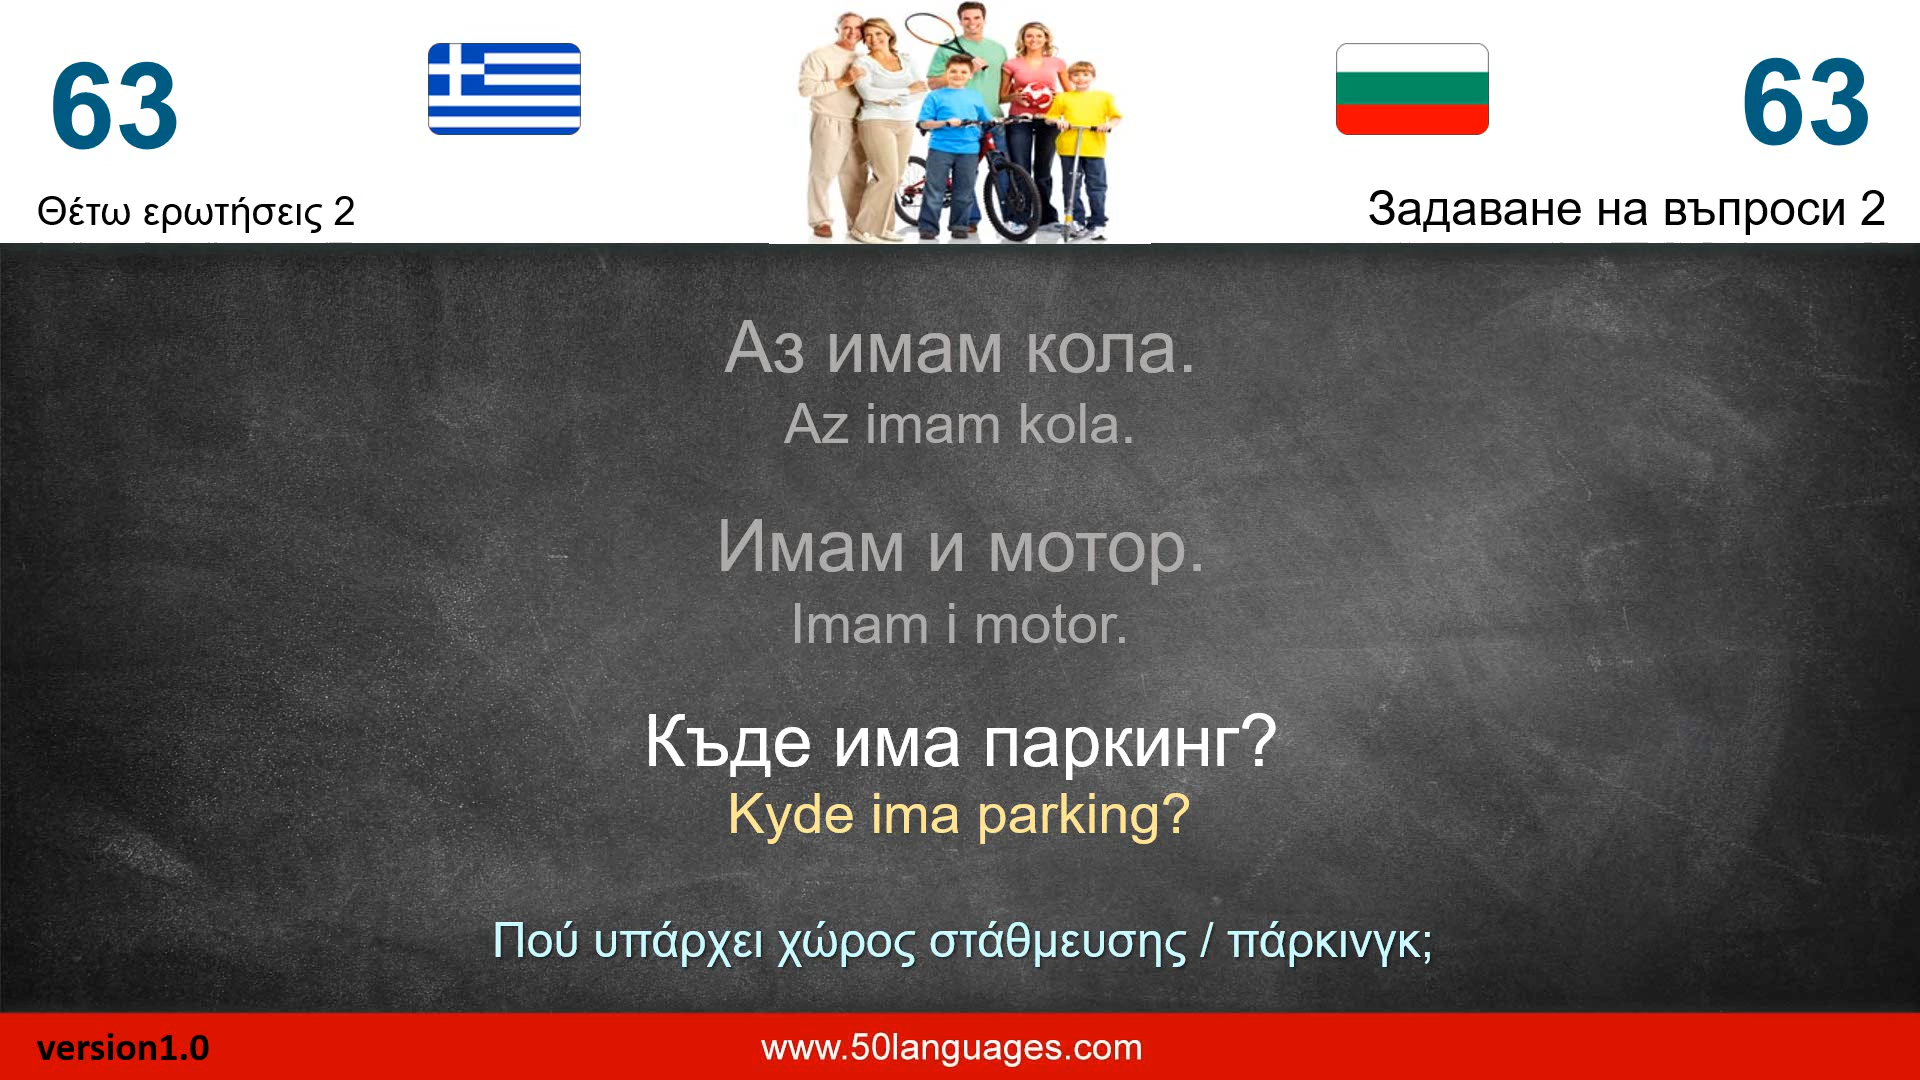 63
63
Θέτω ερωτήσεις 2
Задаване на въпроси 2
Аз имам кола.
Az imam kola.
Имам и мотор.
Imam i motor.
Къде има паркинг?
Kyde ima parking?
Πού υπάρχει χώρος στάθμευσης / πάρκινγκ;
version1.0
www.50languages.com